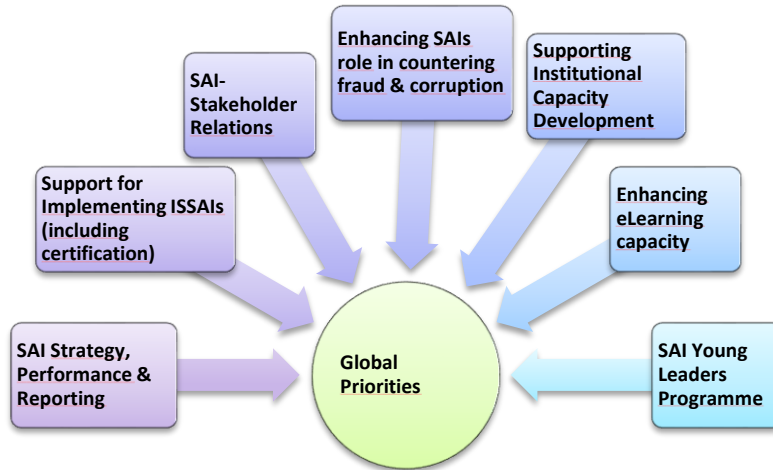 Enhancing SAIs
role in countering
fraud & corruption
Supporting
Institutional
Capacity
Development
SAI-
Stakeholder
Relations
Support for
Implementing ISSAIs
(including
certification)
Enhancing
eLearning
capacity
SAI Strategy,
Performance &
Reporting
Global
Priorities
SAI Young
Leaders
Programme